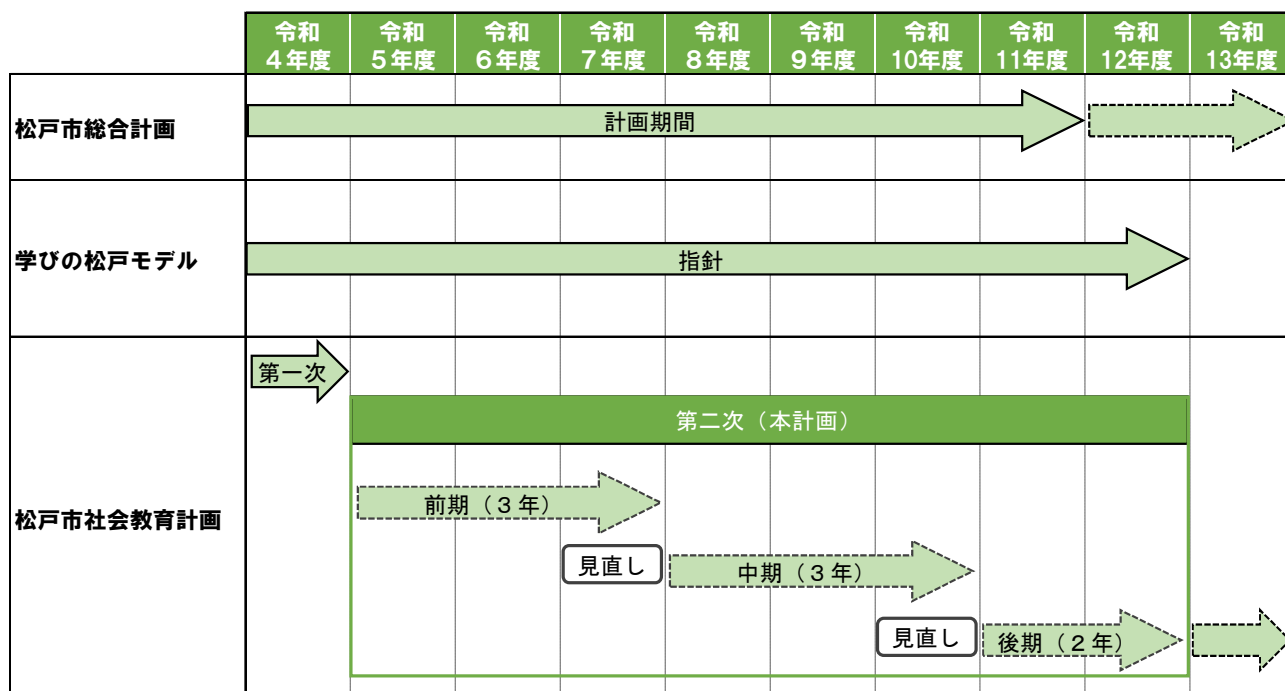 令和
４年度
令和
５年度
令和
６年度
令和
７年度
令和
８年度
令和
９年度
令和
10年度
令和
11年度
令和
12年度
令和
13年度
松戸市総合計画
計画期間
学びの松戸モデル
指針
松戸市社会教育計画
第一次
第二次（本計画）
前期（３年）
見直し
中期（３年）
見直し
後期（２年）